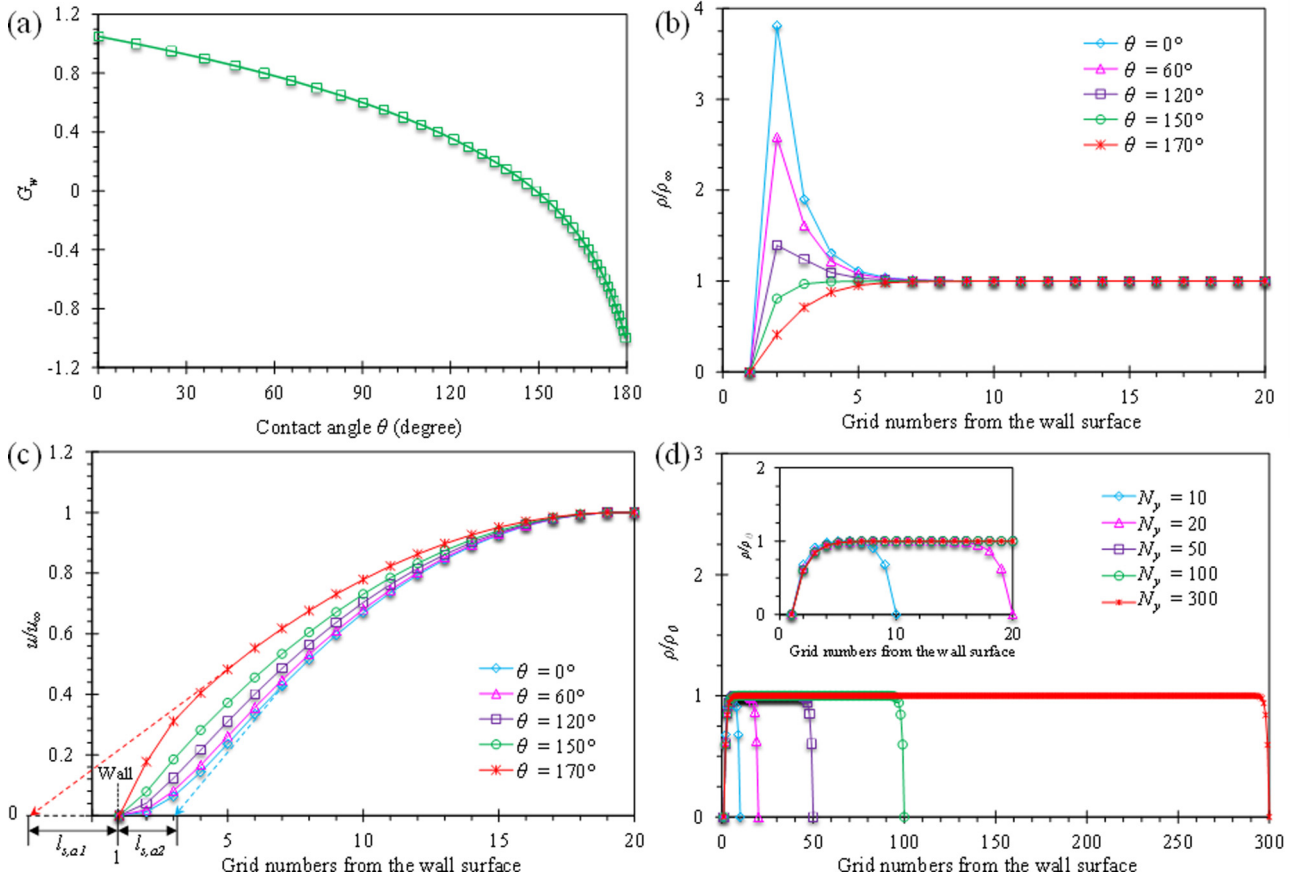 (a)
1.2
0.8
0.4
0
-0.4
-0.8
-1.2
G_w
0 30 60 90 120 150 180
Contact angle θ (degree)
(b)
4
3
2
1
0
ρ/ρ∞
θ = 0°
θ = 60°
θ = 120°
θ = 150°
θ = 170°
0 5 10 15 20
Grid numbers from the wall surface
(c)
1.2
1
0.8
0.6
0.4
0.2
0
u/u∞
θ = 0°
θ = 60°
θ = 120°
θ = 150°
θ = 170°
Wall
l_s,a1
l_s,a2
1
5 10 15 20
Grid numbers from the wall surface
(d)
3
2
1
0
ρ/ρ_0
2
1
0
ρ/ρ_0
0 10 20
Grid numbers from the wall surface
N_y = 10
N_y = 20
N_y = 50
N_y = 100
N_y = 300
0 50 100 150 200 250 300
Grid numbers from the wall surface